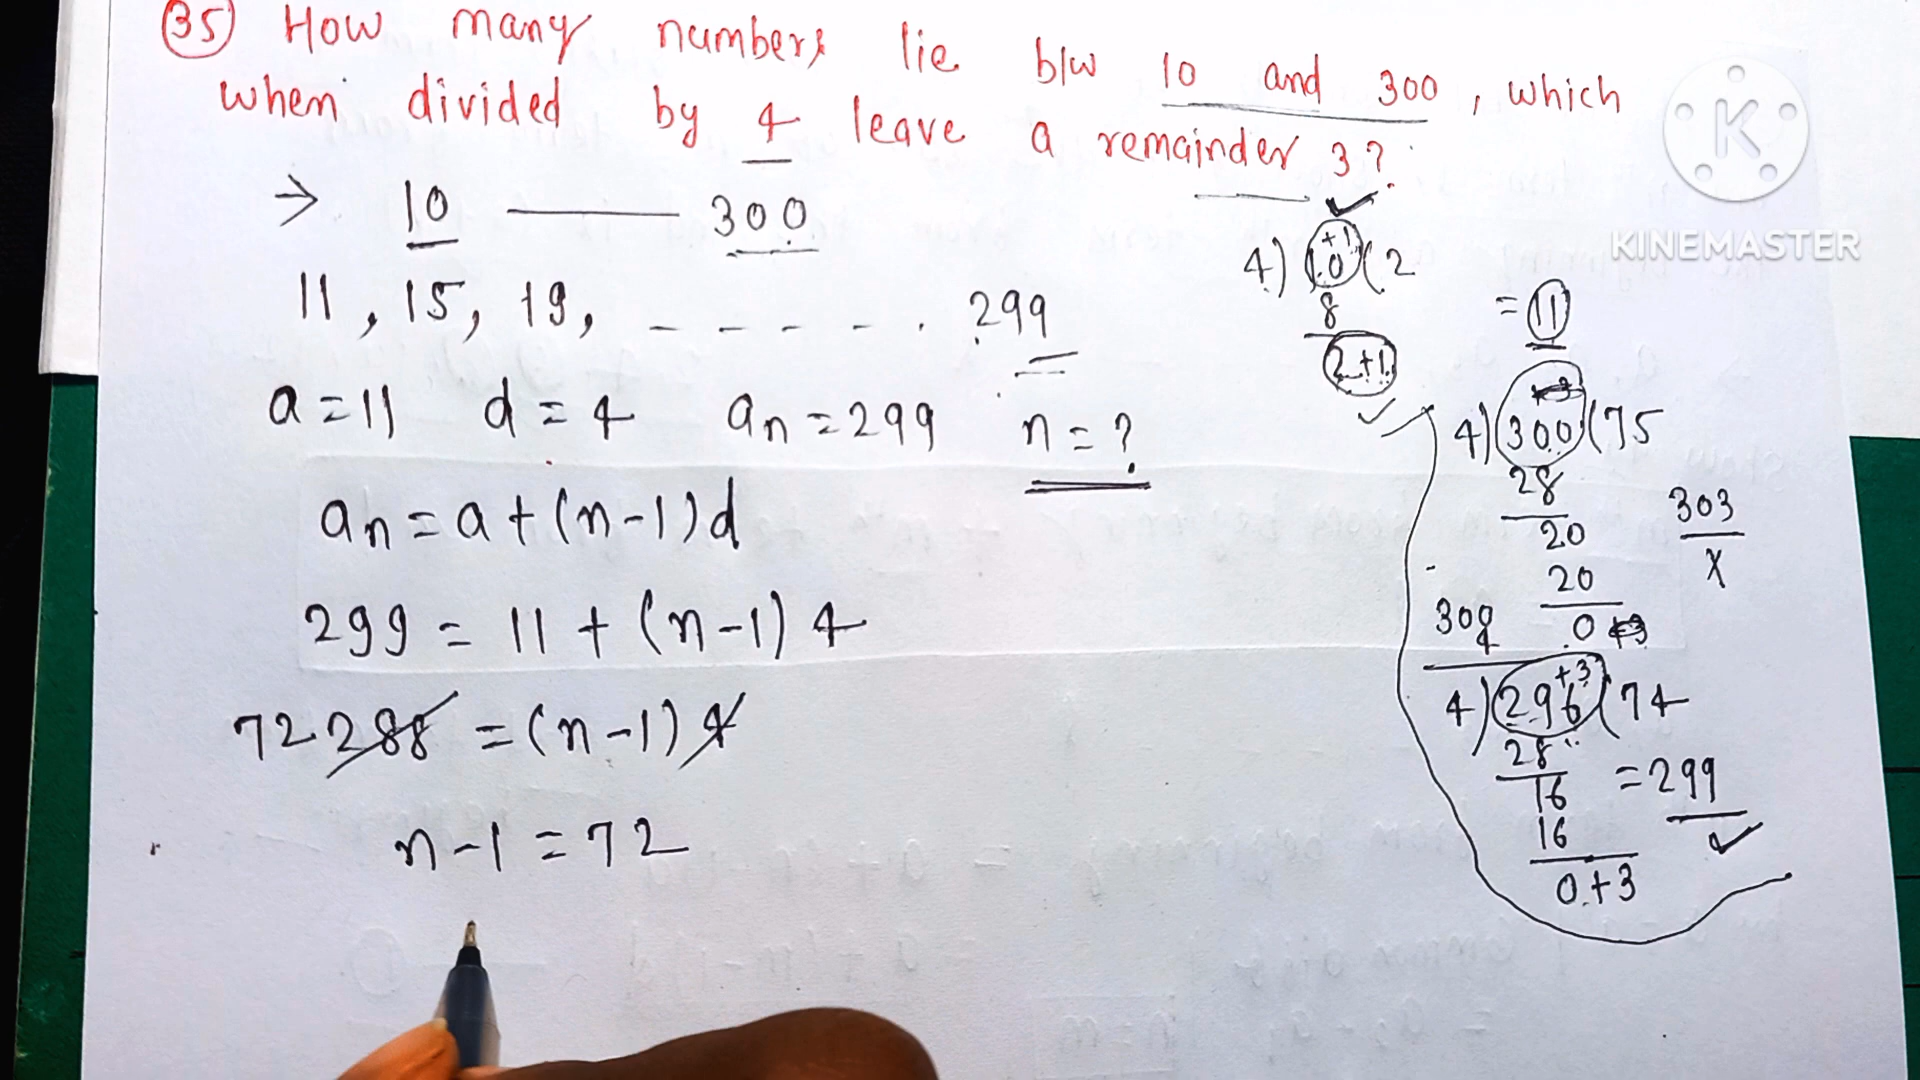 35 How many numbers lie b/w 10 and 300, which
when divided by 4 leave a remainder 3?
→ 10 ——— 300
11, 15, 19, - - - - - . 299
a = 11 d = 4 an = 299 n = ?
an = a + (n-1)d
299 = 11 + (n-1) 4
72 288 = (n-1) 4
n-1 = 72
+1
4) 10 (2
8
2+1
= 11
4) 300 (75
28
20
20
0
303
x
+3
4) 296 (74
28
16
16
0+3
= 299
K
KINEMASTER